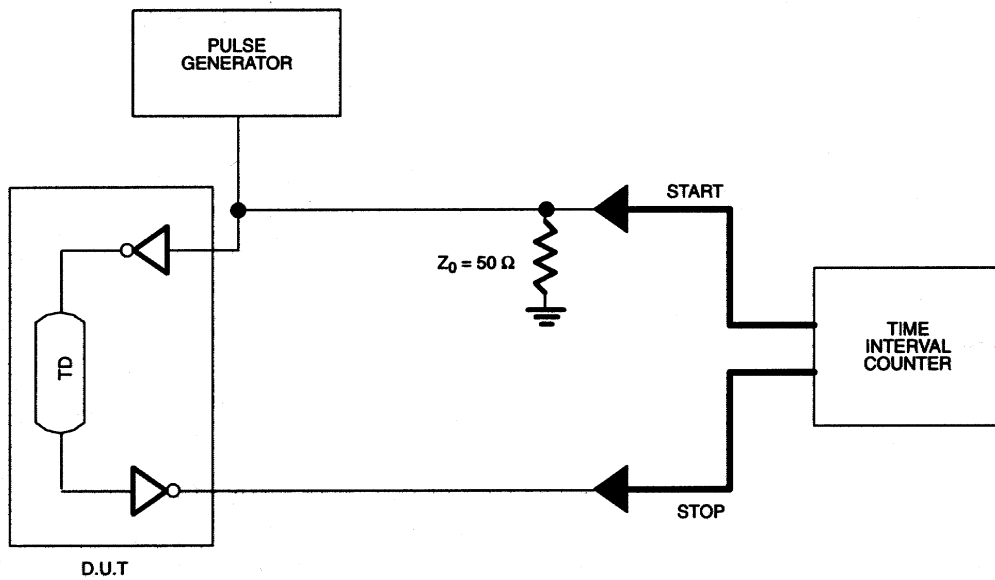 PULSE
GENERATOR
START
Z0 = 50 Ω
TIME
INTERVAL
COUNTER
TD
STOP
D.U.T